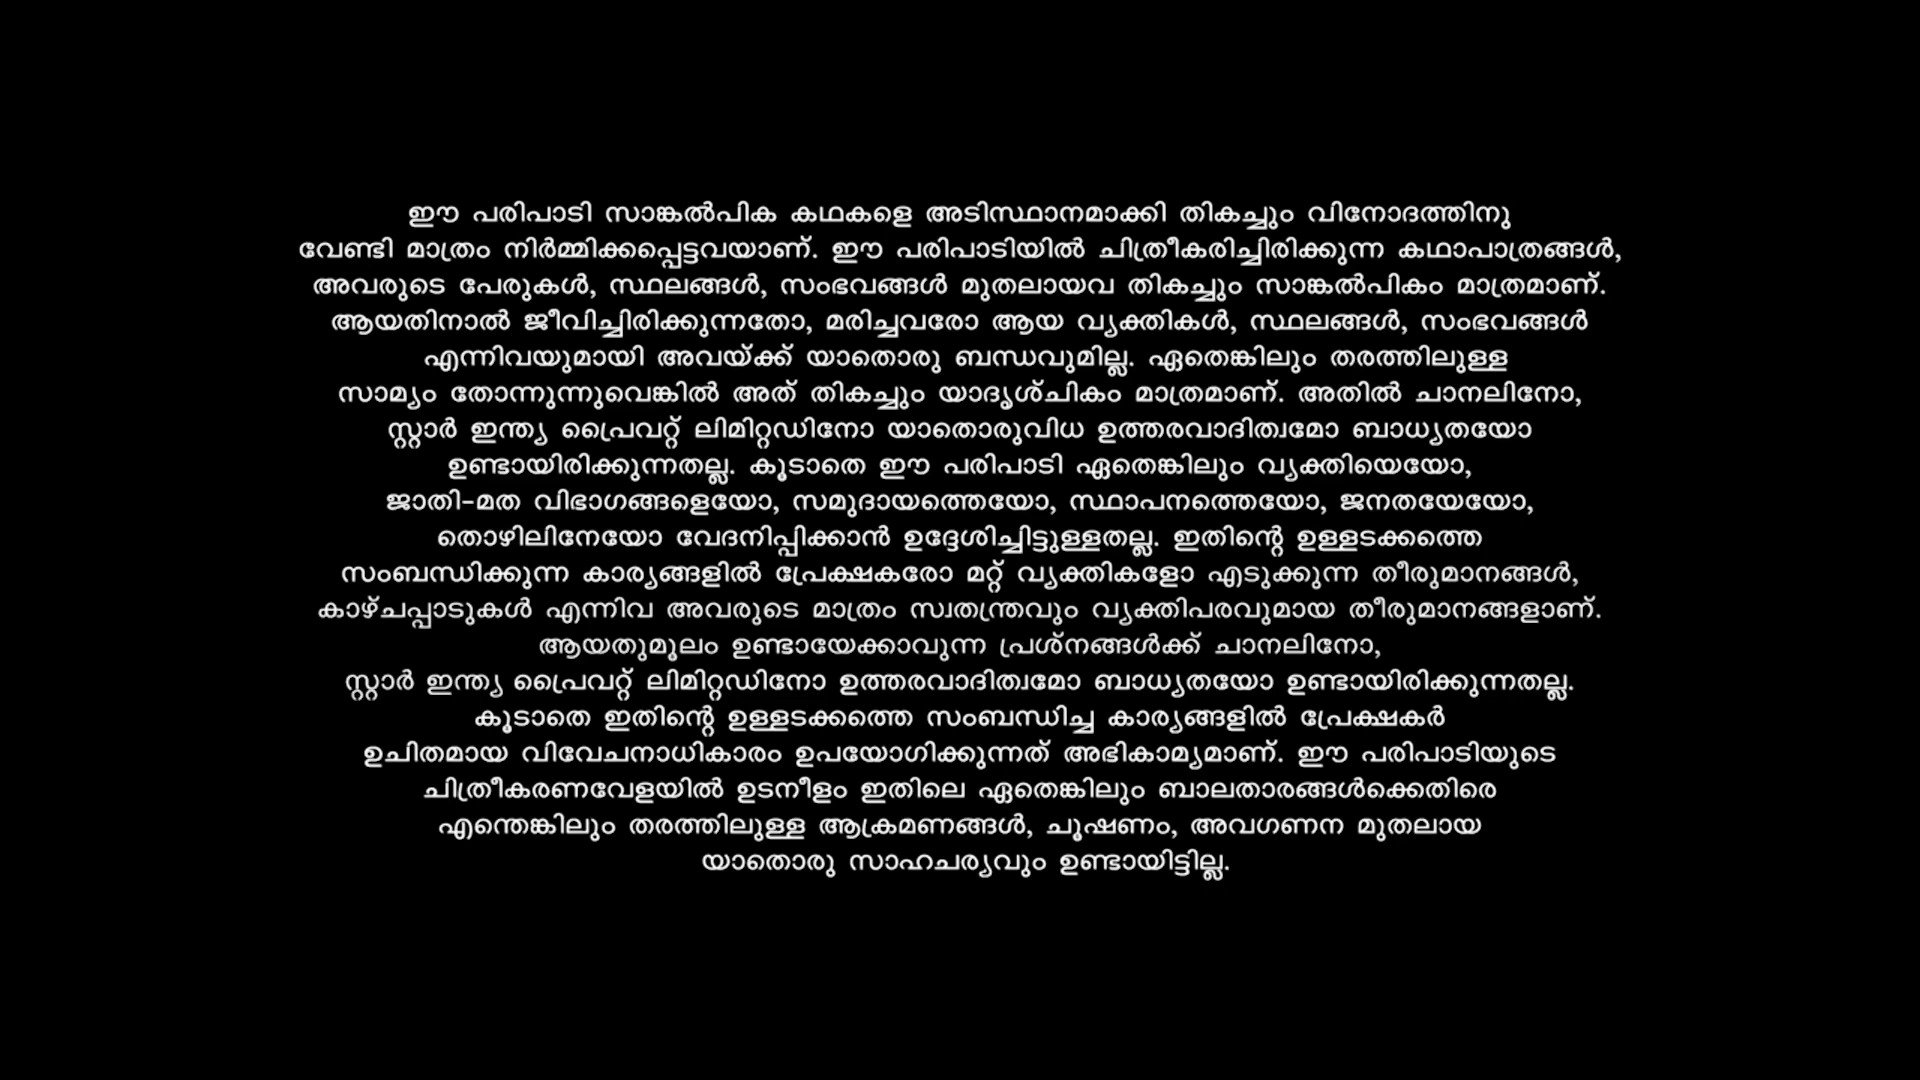 ഈ പരിപാടി സാങ്കൽപിക കഥകളെ അടിസ്ഥാനമാക്കി തികച്ചും വിനോദത്തിനു
വേണ്ടി മാത്രം നിർമ്മിക്കപ്പെട്ടവയാണ്. ഈ പരിപാടിയിൽ ചിത്രീകരിച്ചിരിക്കുന്ന കഥാപാത്രങ്ങൾ,
അവരുടെ പേരുകൾ, സ്ഥലങ്ങൾ, സംഭവങ്ങൾ മുതലായവ തികച്ചും സാങ്കൽപികം മാത്രമാണ്.
ആയതിനാൽ ജീവിച്ചിരിക്കുന്നതോ, മരിച്ചവരോ ആയ വ്യക്തികൾ, സ്ഥലങ്ങൾ, സംഭവങ്ങൾ
എന്നിവയുമായി അവയ്ക്ക് യാതൊരു ബന്ധവുമില്ല. ഏതെങ്കിലും തരത്തിലുള്ള
സാമ്യം തോന്നുന്നുവെങ്കിൽ അത് തികച്ചും യാദൃശ്ചികം മാത്രമാണ്. അതിൽ ചാനലിനോ,
സ്റ്റാർ ഇന്ത്യ പ്രൈവറ്റ് ലിമിറ്റഡിനോ യാതൊരുവിധ ഉത്തരവാദിത്വമോ ബാധ്യതയോ
ഉണ്ടായിരിക്കുന്നതല്ല. കൂടാതെ ഈ പരിപാടി ഏതെങ്കിലും വ്യക്തിയെയോ,
ജാതി-മത വിഭാഗങ്ങളെയോ, സമുദായത്തെയോ, സ്ഥാപനത്തെയോ, ജനതയേയോ,
തൊഴിലിനേയോ വേദനിപ്പിക്കാൻ ഉദ്ദേശിച്ചിട്ടുള്ളതല്ല. ഇതിന്റെ ഉള്ളടക്കത്തെ
സംബന്ധിക്കുന്ന കാര്യങ്ങളിൽ പ്രേക്ഷകരോ മറ്റ് വ്യക്തികളോ എടുക്കുന്ന തീരുമാനങ്ങൾ,
കാഴ്ചപ്പാടുകൾ എന്നിവ അവരുടെ മാത്രം സ്വതന്ത്രവും വ്യക്തിപരവുമായ തീരുമാനങ്ങളാണ്.
ആയതുമൂലം ഉണ്ടായേക്കാവുന്ന പ്രശ്നങ്ങൾക്ക് ചാനലിനോ,
സ്റ്റാർ ഇന്ത്യ പ്രൈവറ്റ് ലിമിറ്റഡിനോ ഉത്തരവാദിത്വമോ ബാധ്യതയോ ഉണ്ടായിരിക്കുന്നതല്ല.
കൂടാതെ ഇതിന്റെ ഉള്ളടക്കത്തെ സംബന്ധിച്ച കാര്യങ്ങളിൽ പ്രേക്ഷകർ
ഉചിതമായ വിവേചനാധികാരം ഉപയോഗിക്കുന്നത് അഭികാമ്യമാണ്. ഈ പരിപാടിയുടെ
ചിത്രീകരണവേളയിൽ ഉടനീളം ഇതിലെ ഏതെങ്കിലും ബാലതാരങ്ങൾക്കെതിരെ
എന്തെങ്കിലും തരത്തിലുള്ള ആക്രമണങ്ങൾ, ചൂഷണം, അവഗണന മുതലായ
യാതൊരു സാഹചര്യവും ഉണ്ടായിട്ടില്ല.